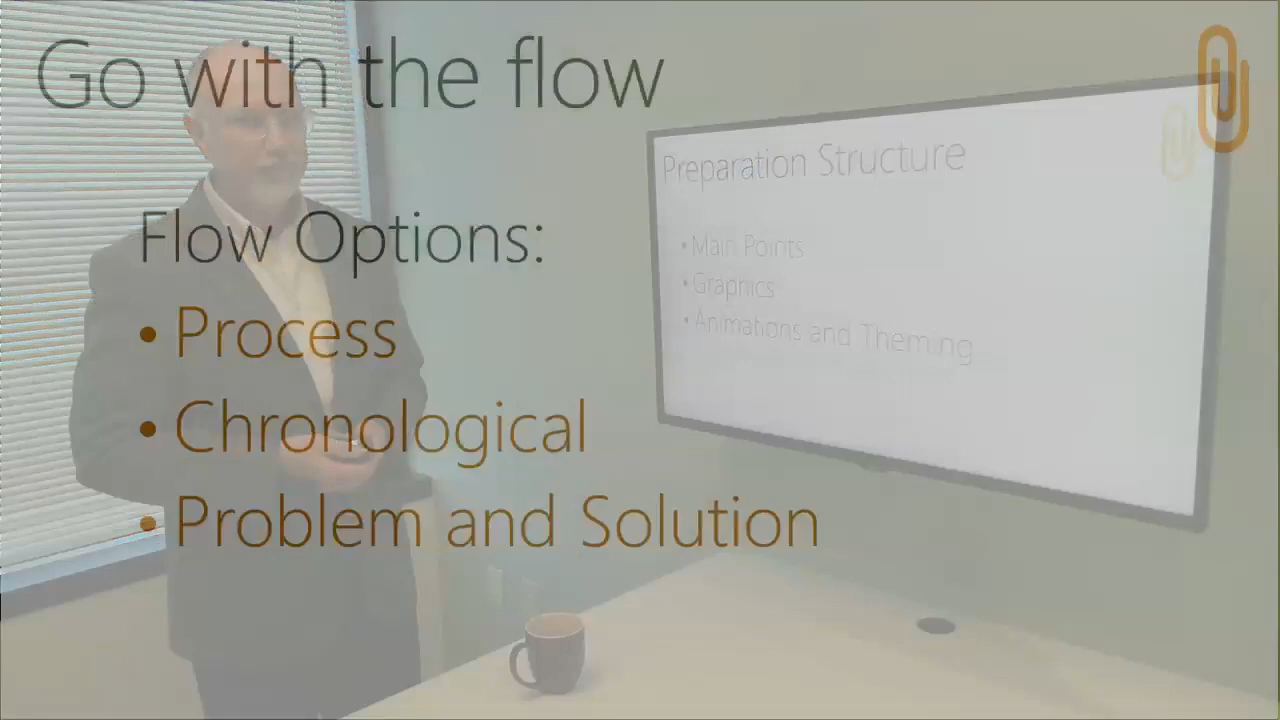 Go with the flow
Flow Options:
• Process
• Chronological
• Problem and Solution
Preparation Structure
• Main Points
• Graphics
• Animations and Theming